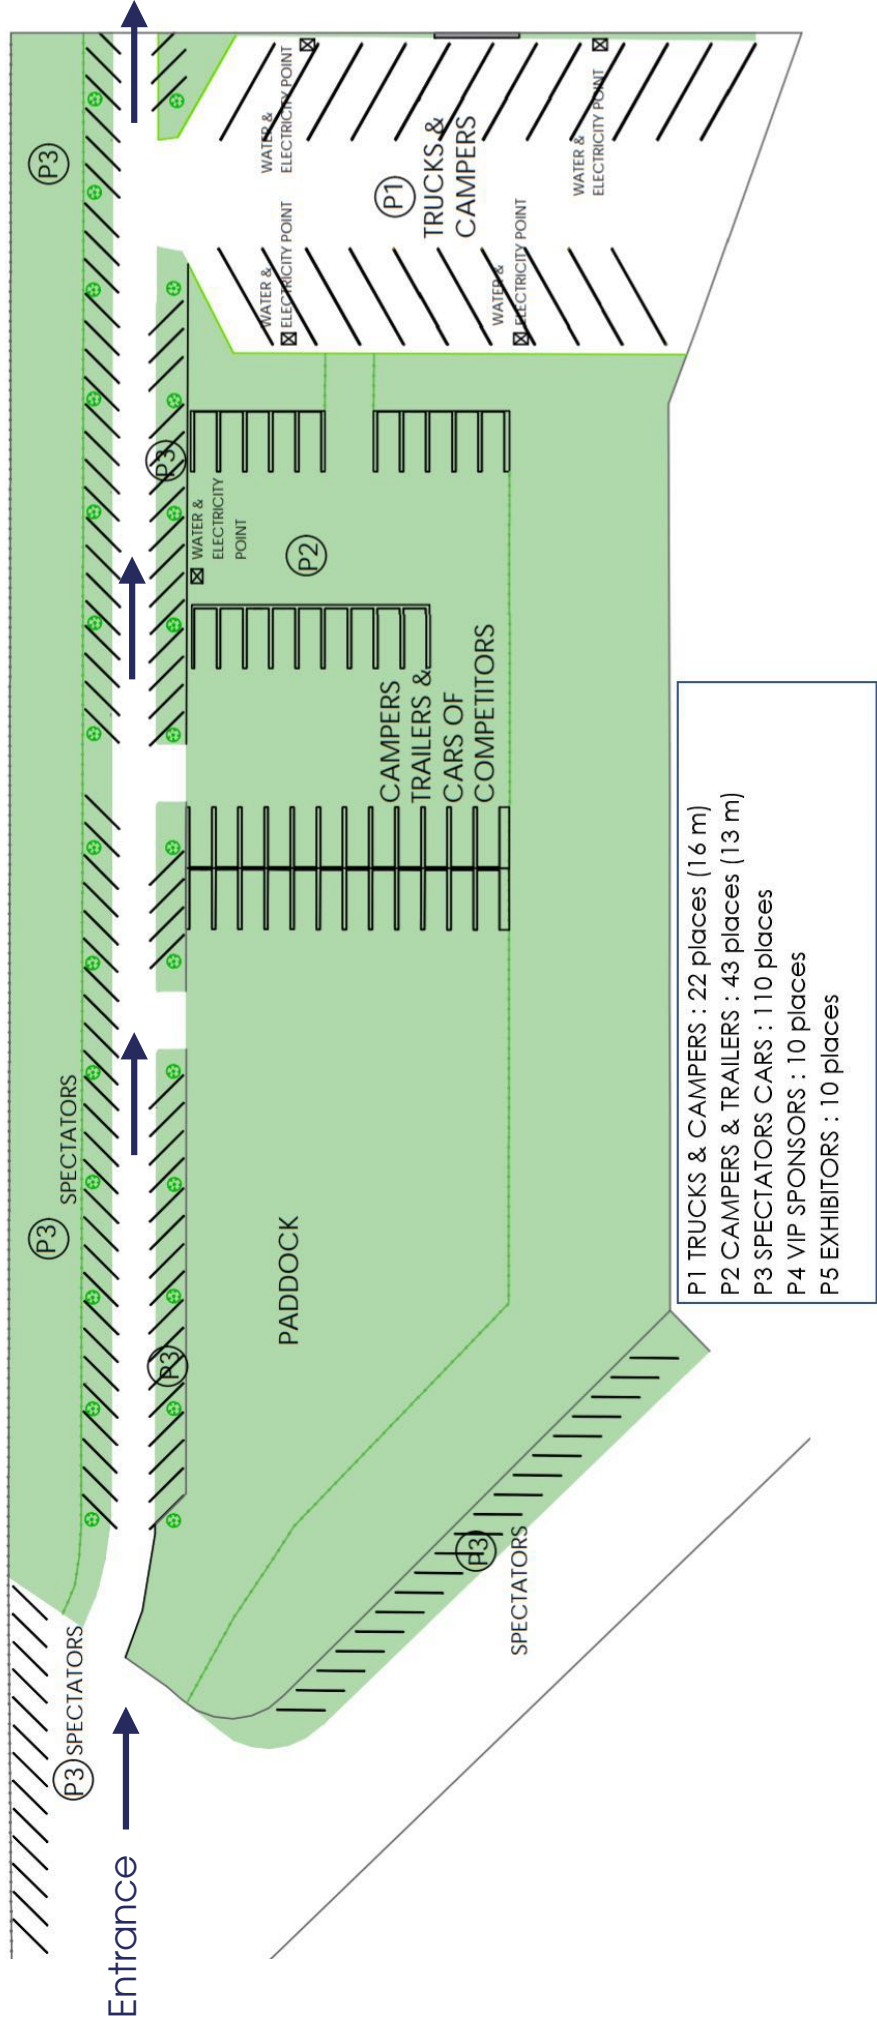 P3
SPECTATORS
P3
SPECTATORS
P3
Entrance
P3
P3
PADDOCK
WATER &
ELECTRICITY
POINT
P2
CAMPERS
TRAILERS &
CARS OF
COMPETITORS
WATER &
ELECTRICITY POINT
WATER &
ELECTRICITY POINT
P1
TRUCKS &
CAMPERS
WATER &
ELECTRICITY POINT
WATER &
ELECTRICITY POINT
P3
SPECTATORS
P1 TRUCKS & CAMPERS : 22 places (16 m)
P2 CAMPERS & TRAILERS : 43 places (13 m)
P3 SPECTATORS CARS : 110 places
P4 VIP SPONSORS : 10 places
P5 EXHIBITORS : 10 places